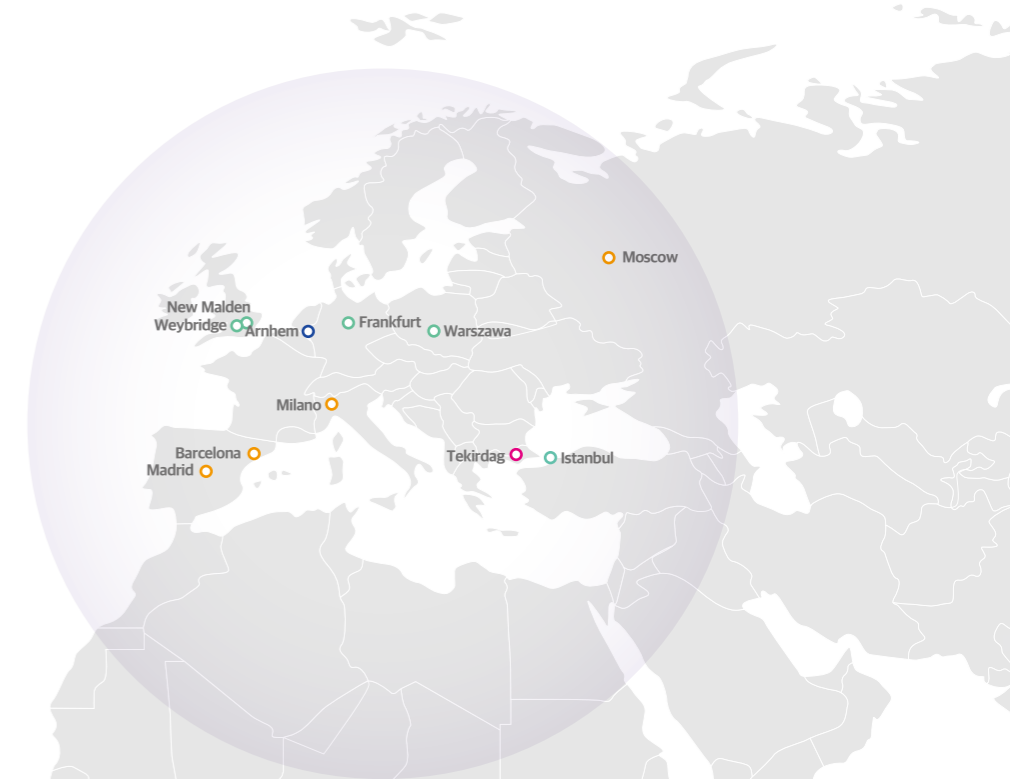 Moscow
New Malden
Weybridge
Arnhem
Frankfurt
Warszawa
Milano
Barcelona
Madrid
Tekirdag
Istanbul